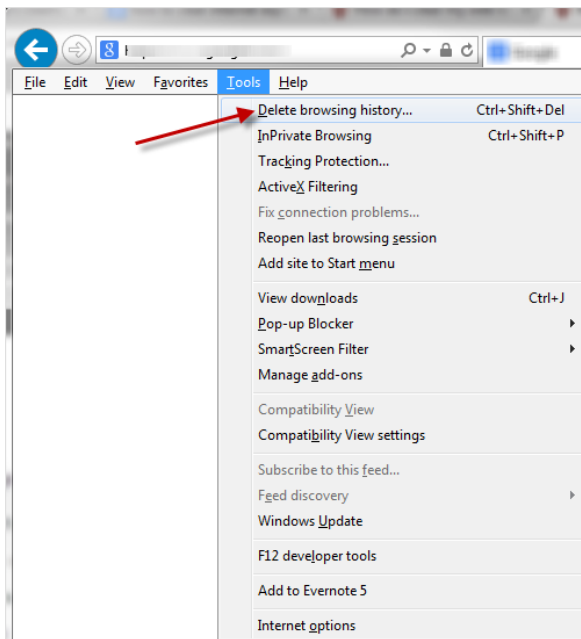 File Edit View Favorites Tools Help
Delete browsing history... Ctrl+Shift+Del
InPrivate Browsing Ctrl+Shift+P
Tracking Protection...
ActiveX Filtering
Fix connection problems...
Reopen last browsing session
Add site to Start menu
View downloads Ctrl+J
Pop-up Blocker
SmartScreen Filter
Manage add-ons
Compatibility View
Compatibility View settings
Subscribe to this feed...
Feed discovery
Windows Update
F12 developer tools
Add to Evernote 5
Internet options